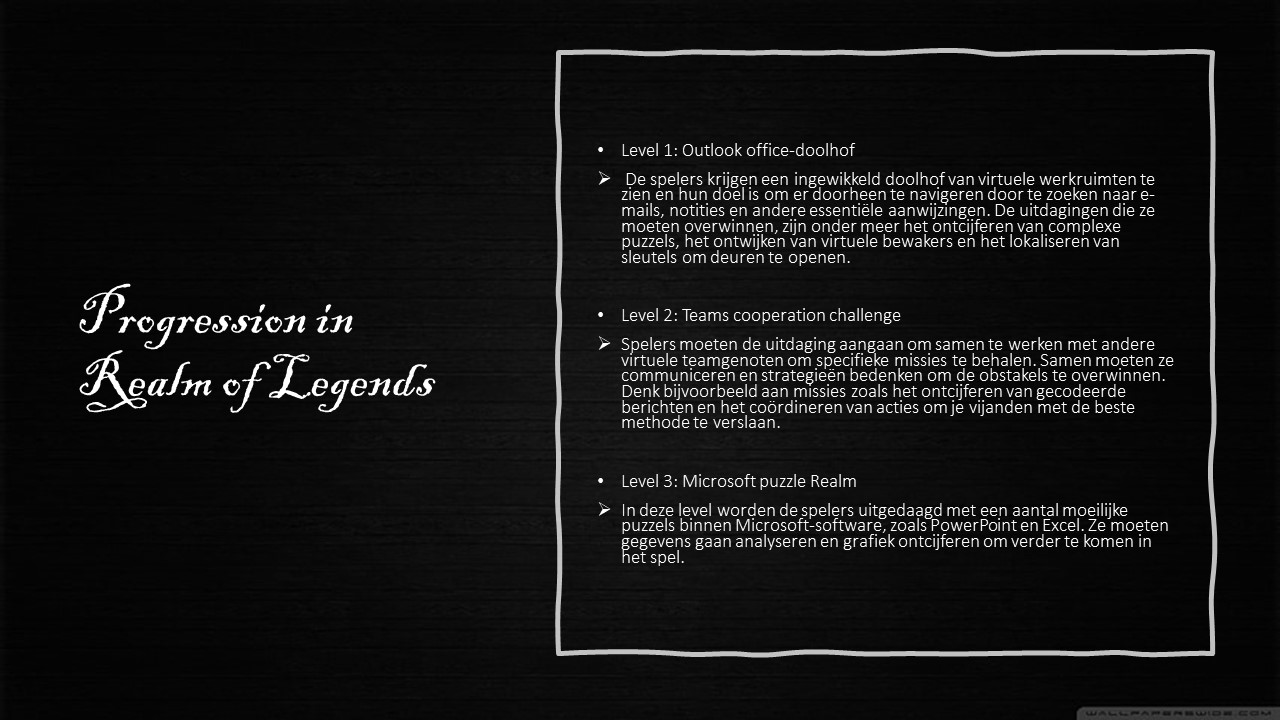 Progression in
Realm of Legends
• Level 1: Outlook office-doolhof
➢ De spelers krijgen een ingewikkeld doolhof van virtuele werkruimten te
zien en hun doel is om er doorheen te navigeren door te zoeken naar e-
mails, notities en andere essentiële aanwijzingen. De uitdagingen die ze
moeten overwinnen, zijn onder meer het ontcijferen van complexe
puzzels, het ontwijken van virtuele bewakers en het lokaliseren van
sleutels om deuren te openen.
• Level 2: Teams cooperation challenge
➢ Spelers moeten de uitdaging aangaan om samen te werken met andere
virtuele teamgenoten om specifieke missies te behalen. Samen moeten ze
communiceren en strategieën bedenken om de obstakels te overwinnen.
Denk bijvoorbeeld aan missies zoals het ontcijferen van gecodeerde
berichten en het coördineren van acties om je vijanden met de beste
methode te verslaan.
• Level 3: Microsoft puzzle Realm
➢ In deze level worden de spelers uitgedaagd met een aantal moeilijke
puzzels binnen Microsoft-software, zoals PowerPoint en Excel. Ze moeten
gegevens gaan analyseren en grafiek ontcijferen om verder te komen in
het spel.
WALLPAPERSWIDE.COM